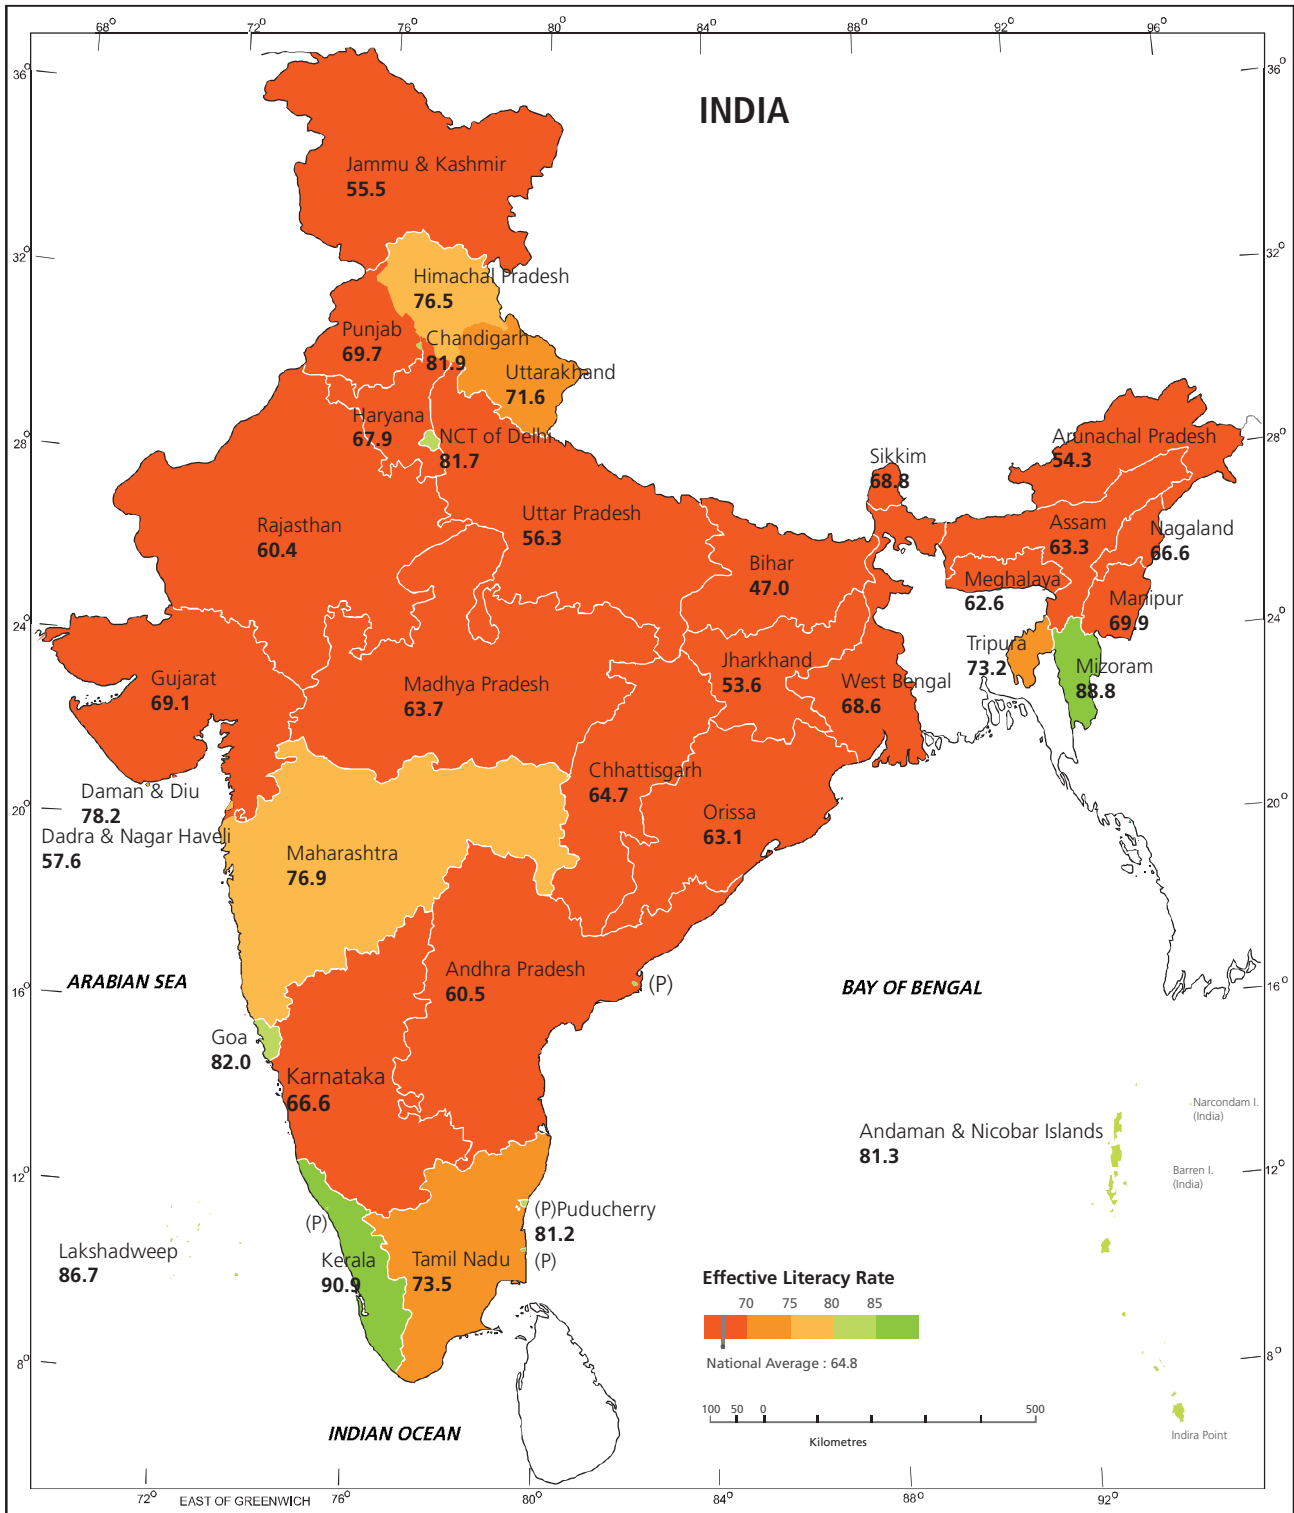 68° 72° 76° 80° 84° 88° 92° 96°
36° 36°
INDIA
Jammu & Kashmir
55.5
32° 32°
Himachal Pradesh
76.5
Punjab
69.7
Chandigarh
81.9
Uttarakhand
71.6
Haryana
67.9
NCT of Delhi
81.7
28° 28°
Arunachal Pradesh
54.3
Sikkim
68.8
Rajasthan
60.4
Uttar Pradesh
56.3
Assam
63.3
Nagaland
66.6
Bihar
47.0
Meghalaya
62.6
Manipur
69.9
24° 24°
Tripura
73.2
Mizoram
88.8
Gujarat
69.1
Madhya Pradesh
63.7
Jharkhand
53.6
West Bengal
68.6
Daman & Diu
78.2
Chhattisgarh
64.7
20° 20°
Orissa
63.1
Dadra & Nagar Haveli
57.6
Maharashtra
76.9
ARABIAN SEA
Andhra Pradesh
60.5
(P)
BAY OF BENGAL
16° 16°
Goa
82.0
Karnataka
66.6
Narcondam I.
(India)
Andaman & Nicobar Islands
81.3
Barren I.
(India)
12° 12°
(P)
(P)Puducherry
81.2
(P)
Lakshadweep
86.7
Kerala
90.9
Tamil Nadu
73.5
Effective Literacy Rate
70 75 80 85
National Average : 64.8
8° 8°
100 50 0 500
Kilometres
INDIAN OCEAN
Indira Point
72° EAST OF GREENWICH 76° 80° 84° 88° 92°